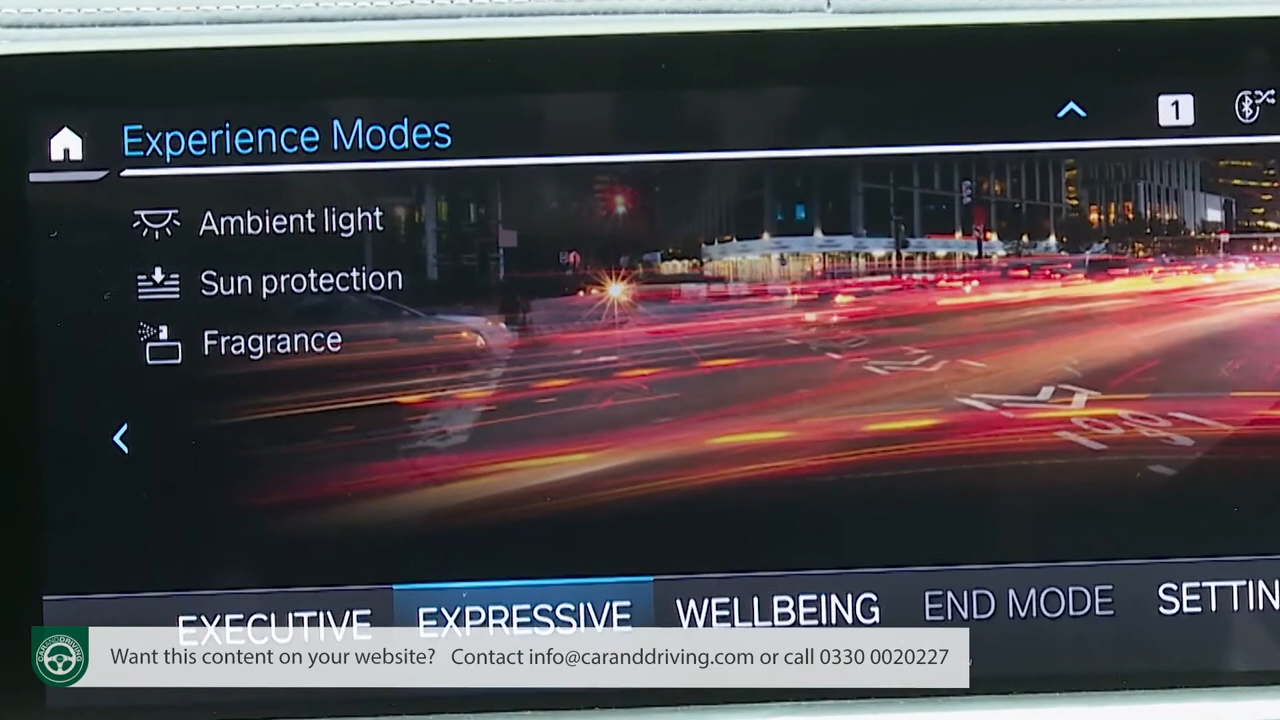 Experience Modes
1
Ambient light
Sun protection
Fragrance
EXECUTIVE
EXPRESSIVE
WELLBEING
END MODE
SETTIN
CARANDDRIVING
Want this content on your website? Contact info@caranddriving.com or call 0330 0020227